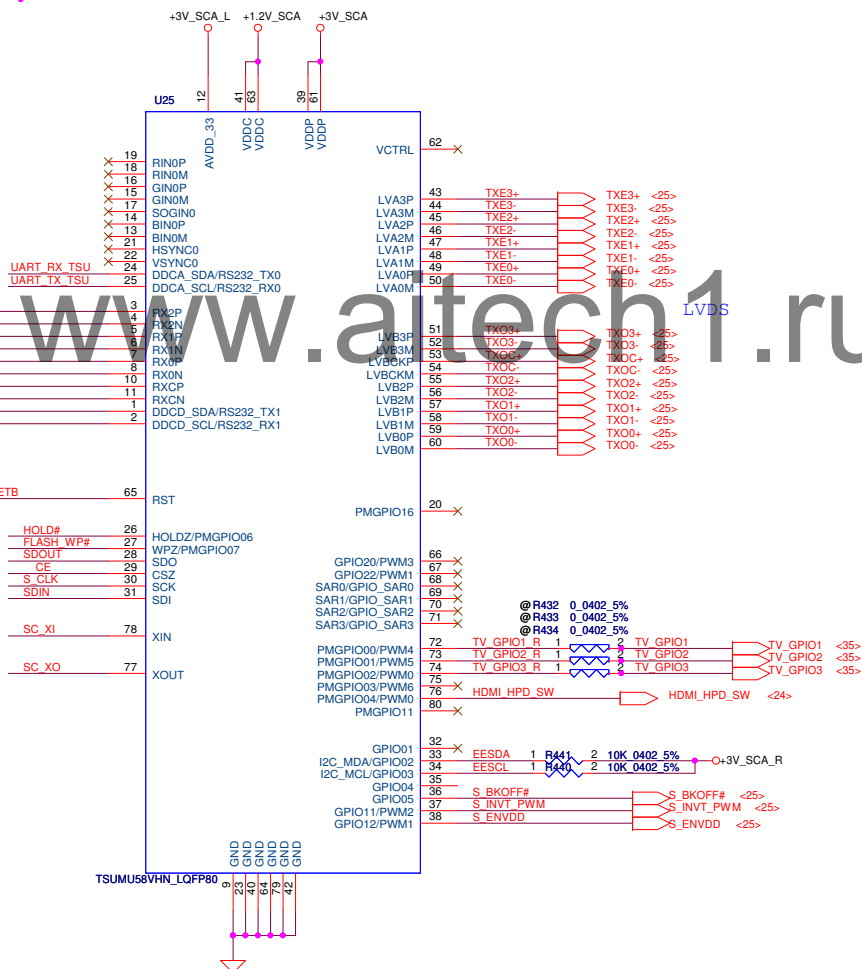 +3V_SCA_L +1.2V_SCA +3V_SCA
U25
12 41 63 39 61
AVDD_33 VDDC VDDC VDDP VDDP
VCTRL 62
19 RIN0P
18 RIN0M
16 GIN0P
15 GIN0M
17 SOGIN0
14 BIN0P
13 BIN0M
21 HSYNC0
22 VSYNC0
UART_RX_TSU 24 DDCA_SDA/RS232_TX0
UART_TX_TSU 25 DDCA_SCL/RS232_RX0
3 RX2P
4 RX2N
5 RX1P
6 RX1N
7 RX0P
8 RX0N
10 RXCP
11 RXCN
1 DDCD_SDA/RS232_TX1
2 DDCD_SCL/RS232_RX1
LVA3P 43 TXE3+ TXE3+ <25>
LVA3M 44 TXE3- TXE3- <25>
LVA2P 45 TXE2+ TXE2+ <25>
LVA2M 46 TXE2- TXE2- <25>
LVA1P 47 TXE1+ TXE1+ <25>
LVA1M 48 TXE1- TXE1- <25>
LVA0P 49 TXE0+ TXE0+ <25>
LVA0M 50 TXE0- TXE0- <25>
LVDS
www.aitech1.ru
LVB3P 51 TXO3+ TXO3+ <25>
LVB3M 52 TXO3- TXO3- <25>
LVBCKP 53 TXOC+ TXOC+ <25>
LVBCKM 54 TXOC- TXOC- <25>
LVB2P 55 TXO2+ TXO2+ <25>
LVB2M 56 TXO2- TXO2- <25>
LVB1P 57 TXO1+ TXO1+ <25>
LVB1M 58 TXO1- TXO1- <25>
LVB0P 59 TXO0+ TXO0+ <25>
LVB0M 60 TXO0- TXO0- <25>
ETB 65 RST
PMGPIO16 20
HOLD# 26 HOLDZ/PMGPIO06
FLASH_WP# 27 WPZ/PMGPIO07
SDOUT 28 SDO
CE 29 CSZ
S_CLK 30 SCK
SDIN 31 SDI
SC_XI 78 XIN
SC_XO 77 XOUT
GPIO20/PWM3 66
GPIO22/PWM1 67
SAR0/GPIO_SAR0 68
SAR1/GPIO_SAR1 69
SAR2/GPIO_SAR2 70
SAR3/GPIO_SAR3 71
@ R432 0_0402_5%
@ R433 0_0402_5%
@ R434 0_0402_5%
PMGPIO00/PWM4 72 TV_GPIO1_R 1 2 TV_GPIO1 TV_GPIO1 <35>
PMGPIO01/PWM5 73 TV_GPIO2_R 1 2 TV_GPIO2 TV_GPIO2 <35>
PMGPIO02/PWM0 74 TV_GPIO3_R 1 2 TV_GPIO3 TV_GPIO3 <35>
PMGPIO03/PWM6 75
PMGPIO04/PWM0 76 HDMI_HPD_SW HDMI_HPD_SW <24>
PMGPIO11 80
GPIO01 32
I2C_MDA/GPIO02 33 EESDA 1 R441 2 10K_0402_5% +3V_SCA_R
I2C_MCL/GPIO03 34 EESCL 1 R440 2 10K_0402_5%
GPIO04 35
GPIO05 36 S_BKOFF# S_BKOFF# <25>
GPIO11/PWM2 37 S_INVT_PWM S_INVT_PWM <25>
GPIO12/PWM1 38 S_ENVDD S_ENVDD <25>
GND GND GND GND GND GND
TSUMU58VHN_LQFP80
9 23 40 64 79 42